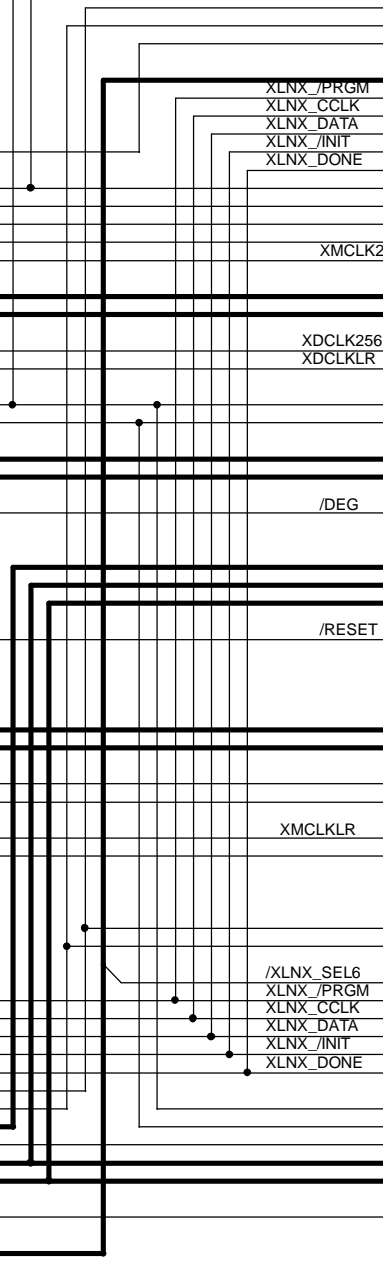 XLNX_/PRGM
XLNX_CCLK
XLNX_DATA
XLNX_/INIT
XLNX_DONE
XMCLK2
XDCLK256
XDCLKLR
/DEG
/RESET
XMCLKLR
/XLNX_SEL6
XLNX_/PRGM
XLNX_CCLK
XLNX_DATA
XLNX_/INIT
XLNX_DONE